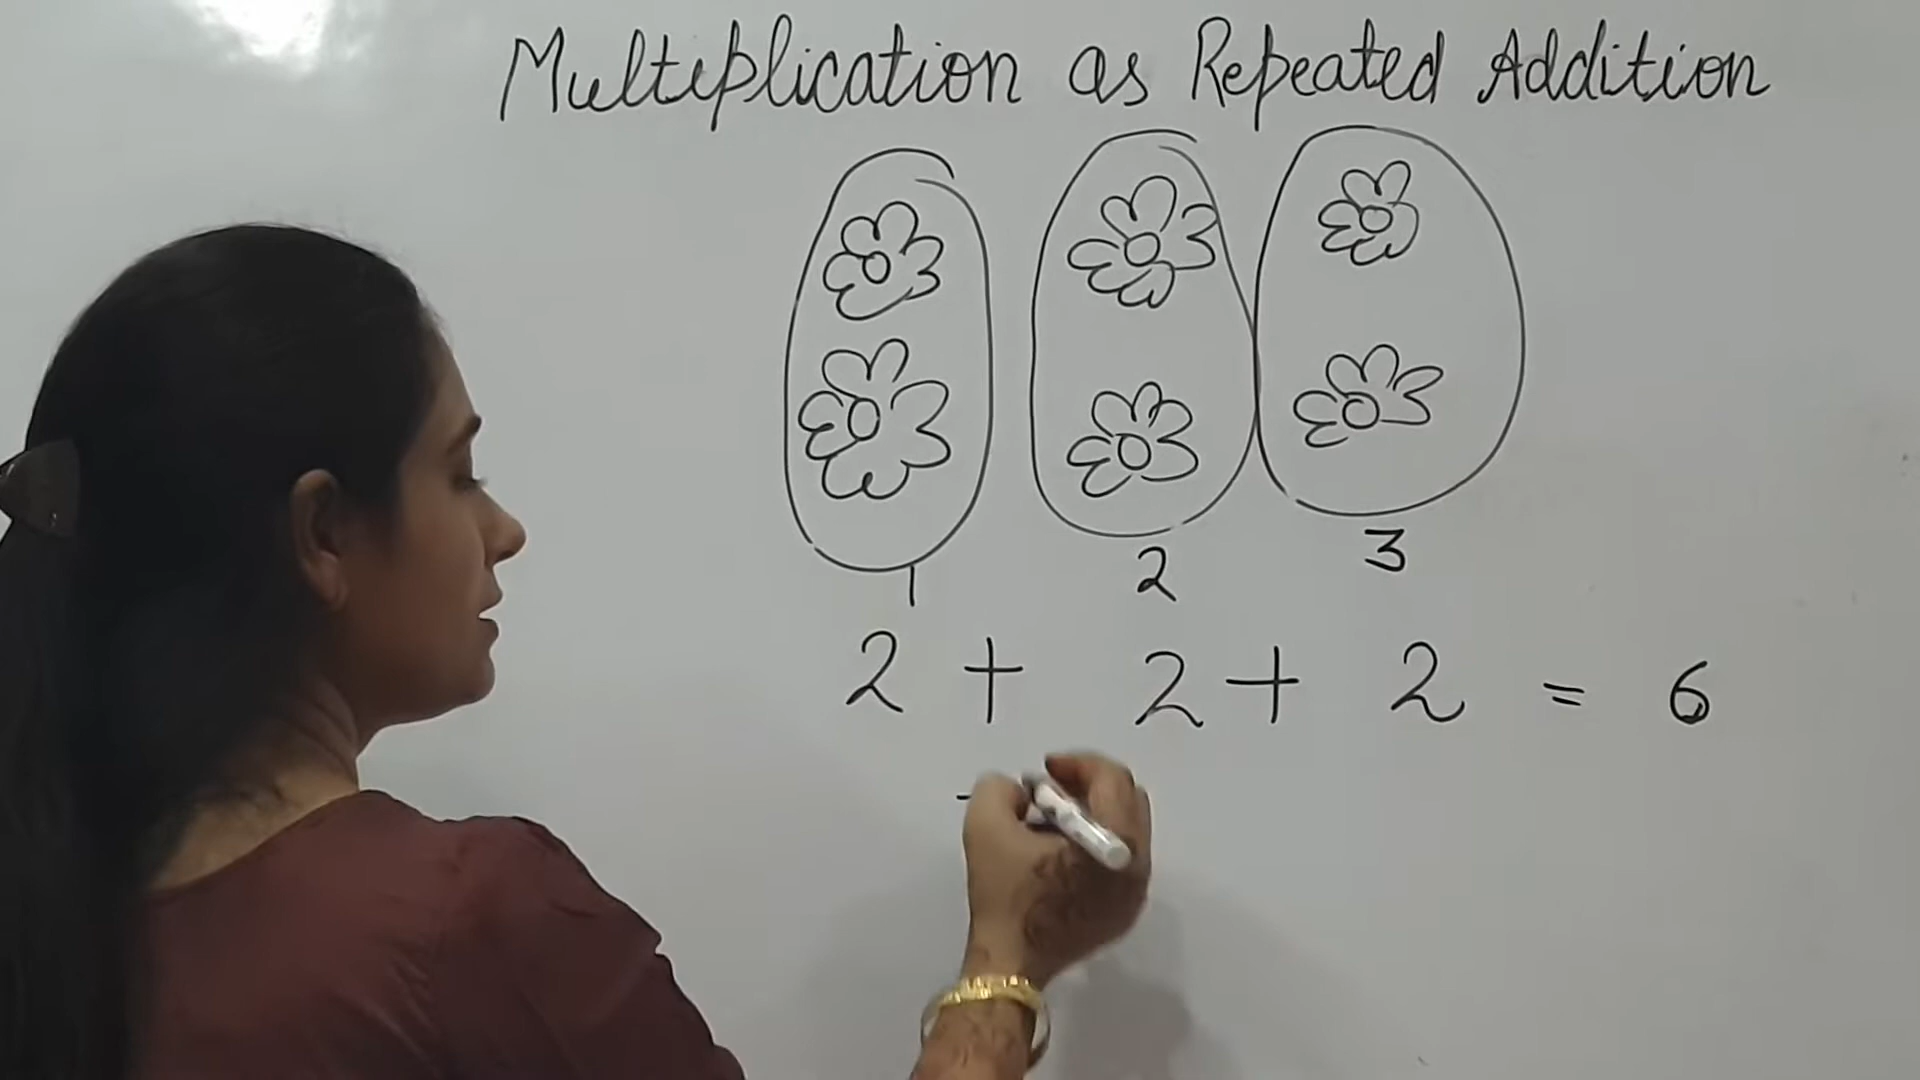 Multiplication as Repeated Addition
1 2 3
2 + 2 + 2 = 6